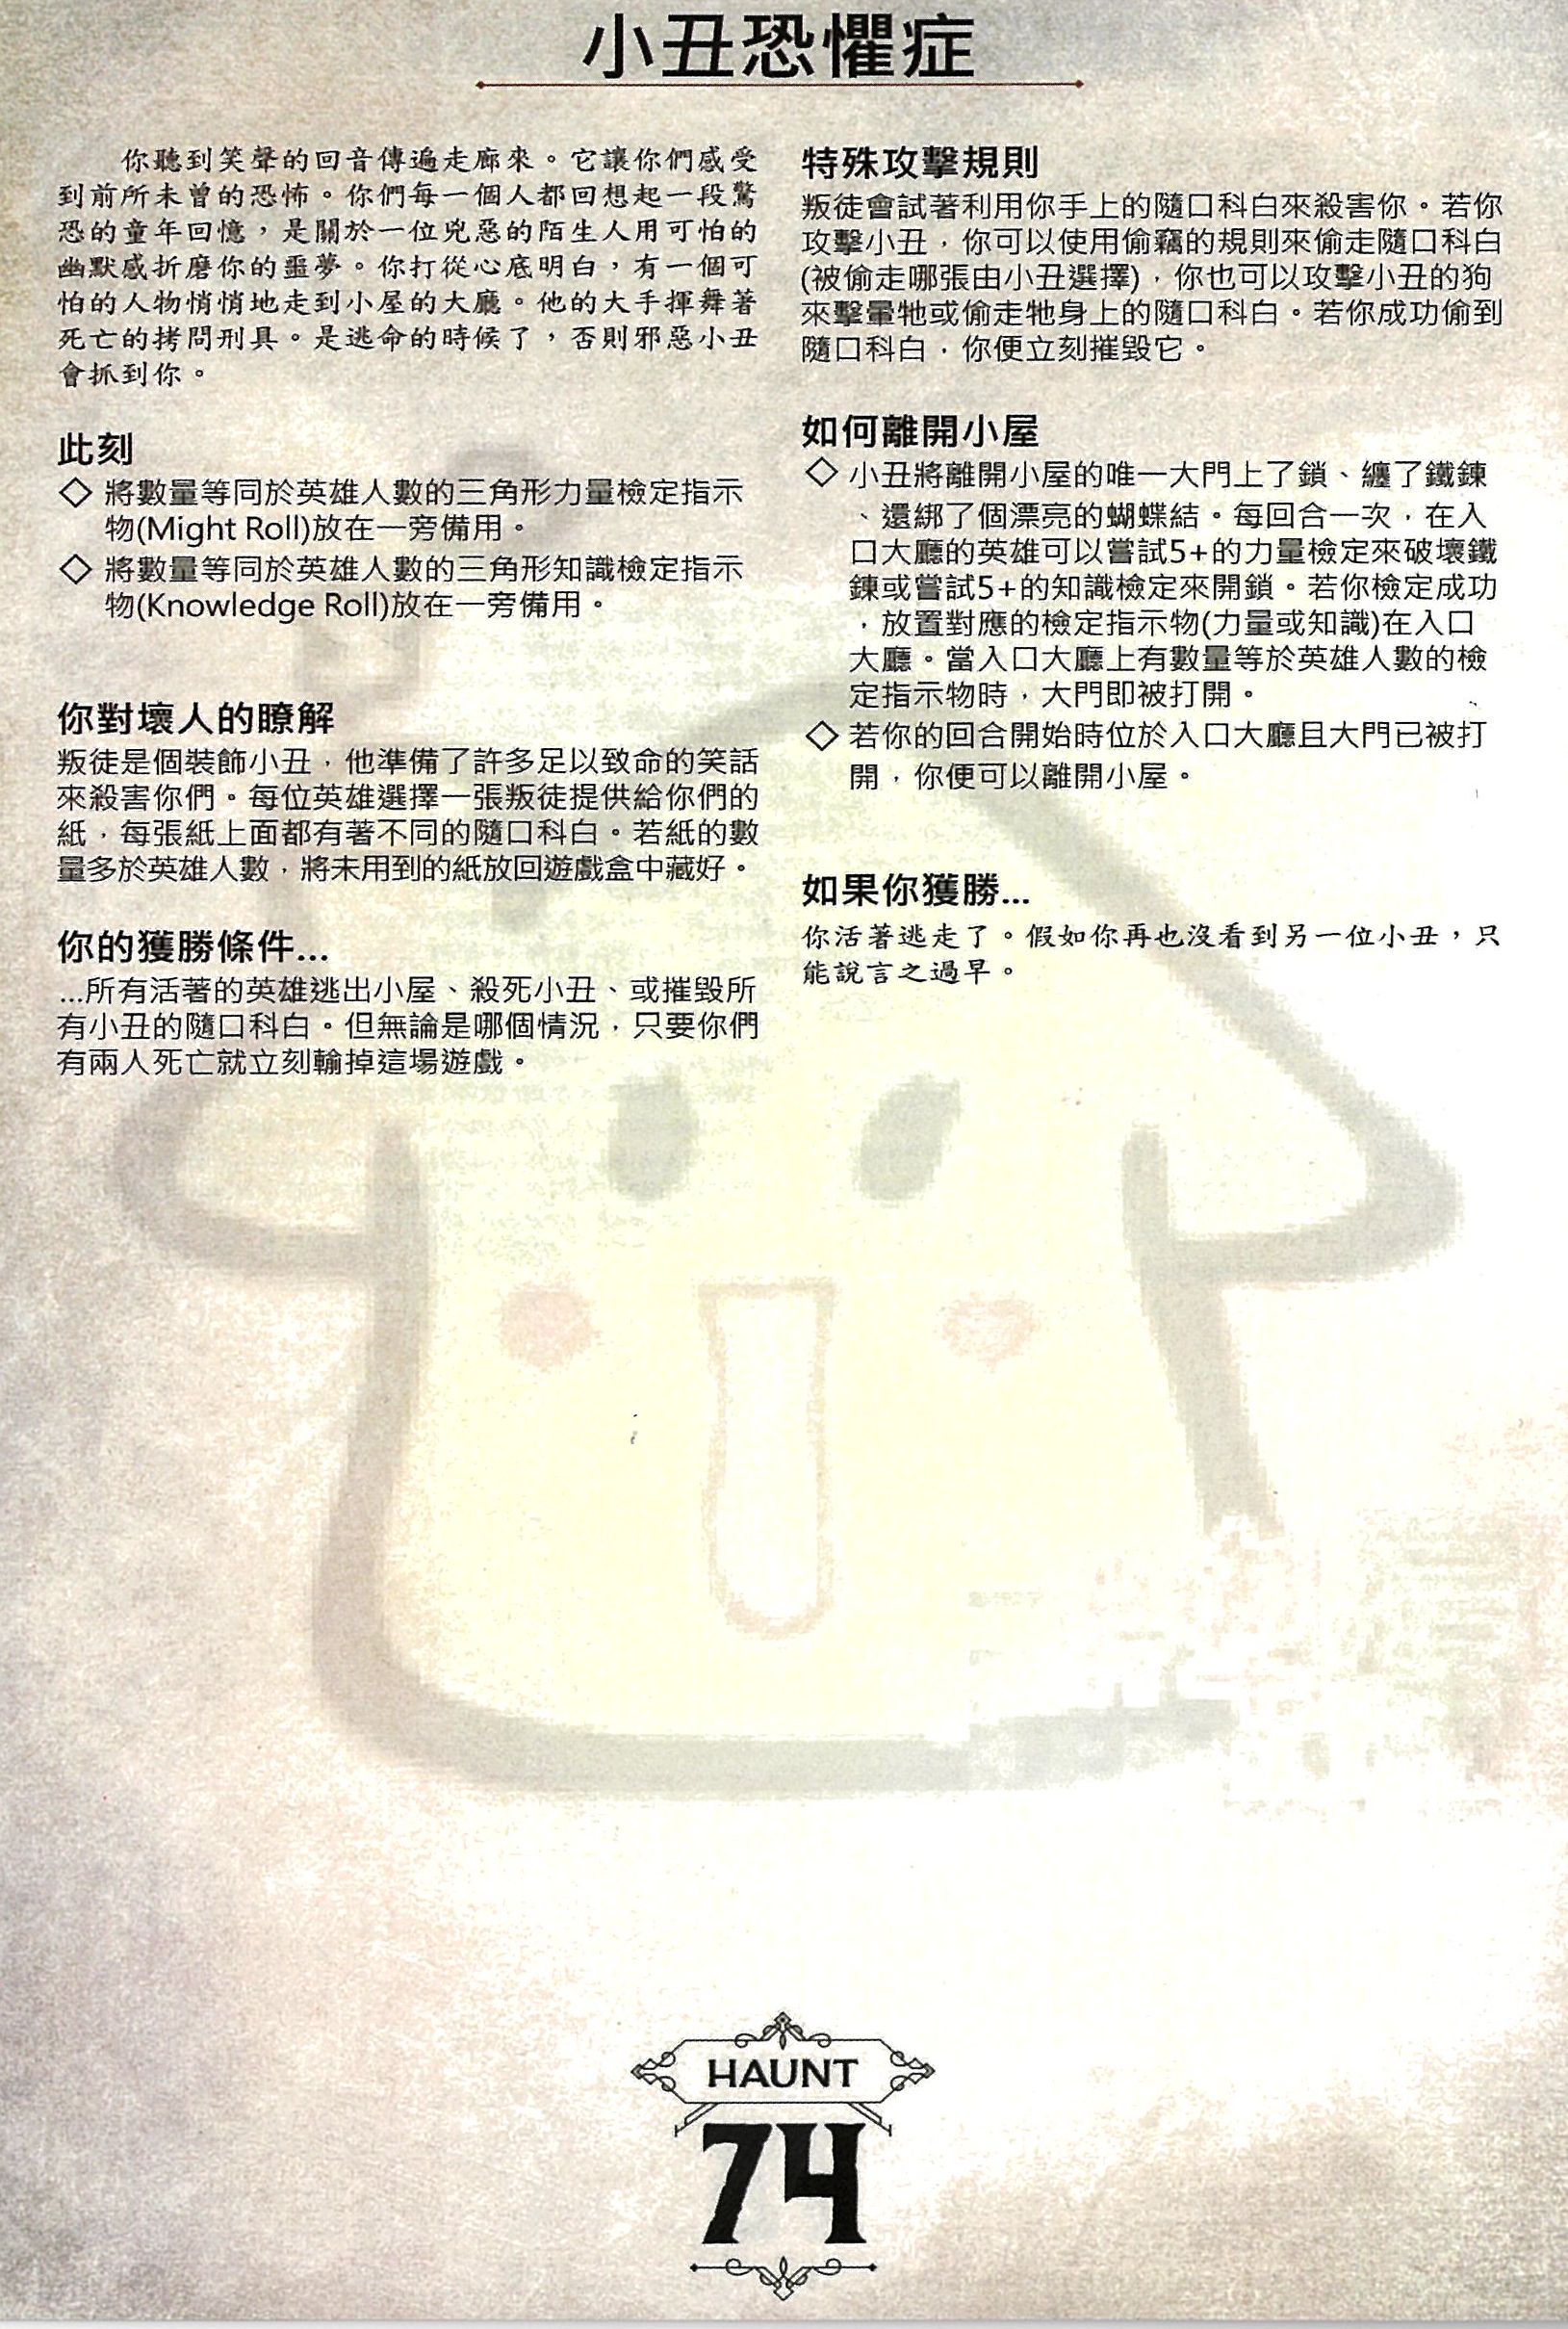 小丑恐懼症
你聽到笑聲的回音傳遍走廊來。它讓你們感受
到前所未曾的恐怖。你們每一個人都回想起一段驚
恐的童年回憶，是關於一位兇惡的陌生人用可怕的
幽默感折磨你的噩夢。你打從心底明白，有一個可
怕的人物悄悄地走到小屋的大廳。他的大手揮舞著
死亡的拷問刑具。是逃命的時候了，否則邪惡小丑
會抓到你。
此刻
◇ 將數量等同於英雄人數的三角形力量檢定指示
物(Might Roll)放在一旁備用。
◇ 將數量等同於英雄人數的三角形知識檢定指示
物(Knowledge Roll)放在一旁備用。
你對壞人的瞭解
叛徒是個裝飾小丑，他準備了許多足以致命的笑話
來殺害你們。每位英雄選擇一張叛徒提供給你們的
紙，每張紙上面都有著不同的隨口科白。若紙的數
量多於英雄人數，將未用到的紙放回遊戲盒中藏好。
你的獲勝條件...
...所有活著的英雄逃出小屋、殺死小丑、或摧毀所
有小丑的隨口科白。但無論是哪個情況，只要你們
有兩人死亡就立刻輸掉這場遊戲。
特殊攻擊規則
叛徒會試著利用你手上的隨口科白來殺害你。若你
攻擊小丑，你可以使用偷竊的規則來偷走隨口科白
(被偷走哪張由小丑選擇)，你也可以攻擊小丑的狗
來擊暈牠或偷走牠身上的隨口科白。若你成功偷到
隨口科白，你便立刻摧毀它。
如何離開小屋
◇ 小丑將離開小屋的唯一大門上了鎖、纏了鐵鍊
、還綁了個漂亮的蝴蝶結。每回合一次，在入
口大廳的英雄可以嘗試5+的力量檢定來破壞鐵
鍊或嘗試5+的知識檢定來開鎖。若你檢定成功
，放置對應的檢定指示物(力量或知識)在入口
大廳。當入口大廳上有數量等於英雄人數的檢
定指示物時，大門即被打開。
◇ 若你的回合開始時位於入口大廳且大門已被打
開，你便可以離開小屋。
如果你獲勝...
你活著逃走了。假如你再也沒看到另一位小丑，只
能說言之過早。
HAUNT
74